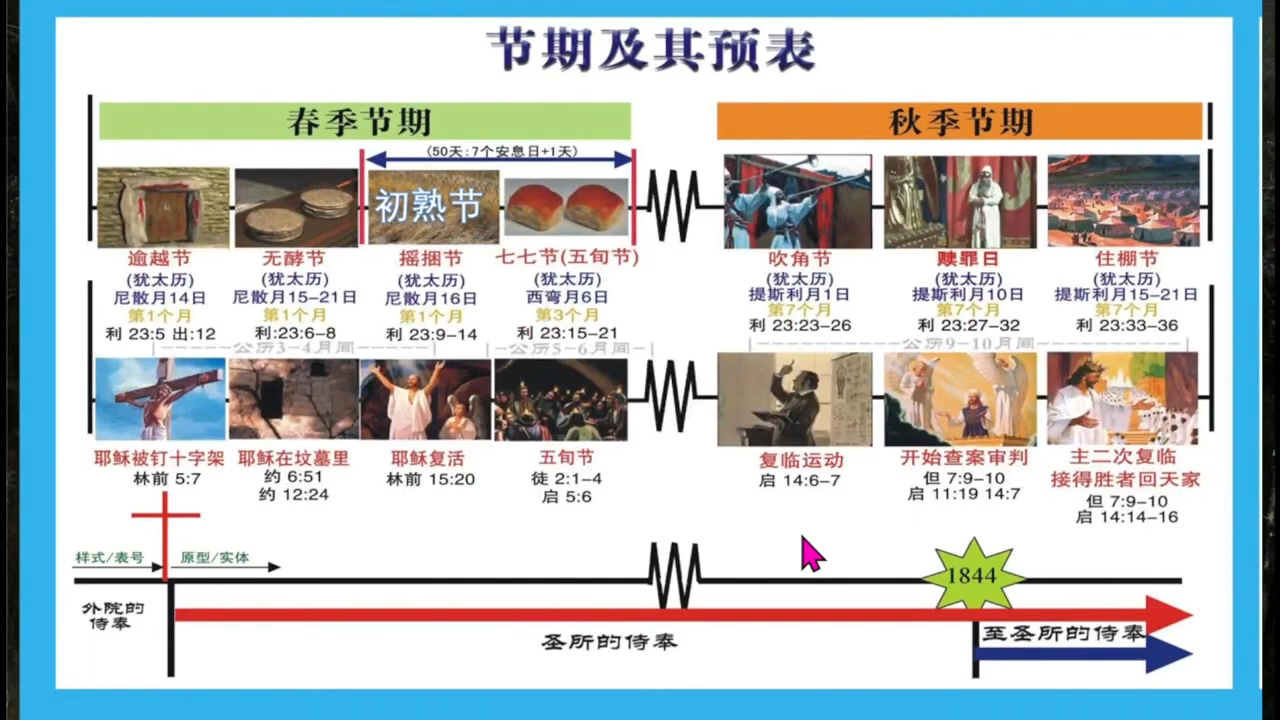 节期及其预表
春季节期
秋季节期
(50天:7个安息日+1天)
初熟节
逾越节
(犹太历)
尼散月14日
第1个月
利 23:5 出:12
无酵节
(犹太历)
尼散月15-21日
第1个月
利:23:6-8
摇捆节
(犹太历)
尼散月16日
第1个月
利 23:9-14
七七节(五旬节)
(犹太历)
西弯月6日
第3个月
利 23:15-21
吹角节
(犹太历)
提斯利月1日
第7个月
利 23:23-26
赎罪日
(犹太历)
提斯利月10日
第7个月
利 23:27-32
住棚节
(犹太历)
提斯利月15-21日
第7个月
利 23:33-36
公历3-4月间
公历5-6月间
公历9-10月间
耶稣被钉十字架
林前 5:7
耶稣在坟墓里
约 6:51
约 12:24
耶稣复活
林前 15:20
五旬节
徒 2:1-4
启 5:6
复临运动
启 14:6-7
开始查案审判
但 7:9-10
启 11:19 14:7
主二次复临
接得胜者回天家
但 7:9-10
启 14:14-16
样式/表号
原型/实体
1844
外院的
侍奉
圣所的侍奉
至圣所的侍奉